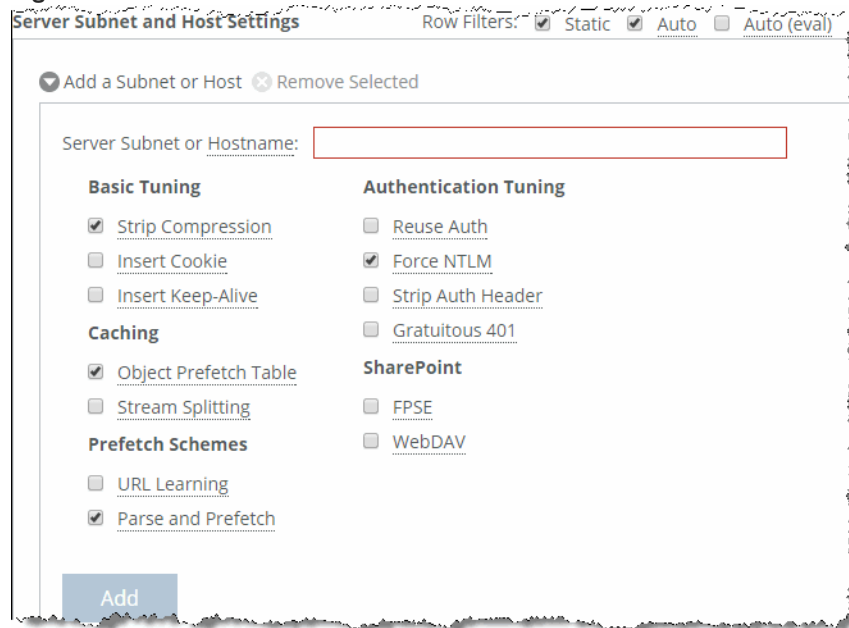 Server Subnet and Host Settings Row Filters: Static Auto Auto (eval)
Add a Subnet or Host Remove Selected
Server Subnet or Hostname:
Basic Tuning
Strip Compression
Insert Cookie
Insert Keep-Alive
Caching
Object Prefetch Table
Stream Splitting
Prefetch Schemes
URL Learning
Parse and Prefetch
Authentication Tuning
Reuse Auth
Force NTLM
Strip Auth Header
Gratuitous 401
SharePoint
FPSE
WebDAV
Add